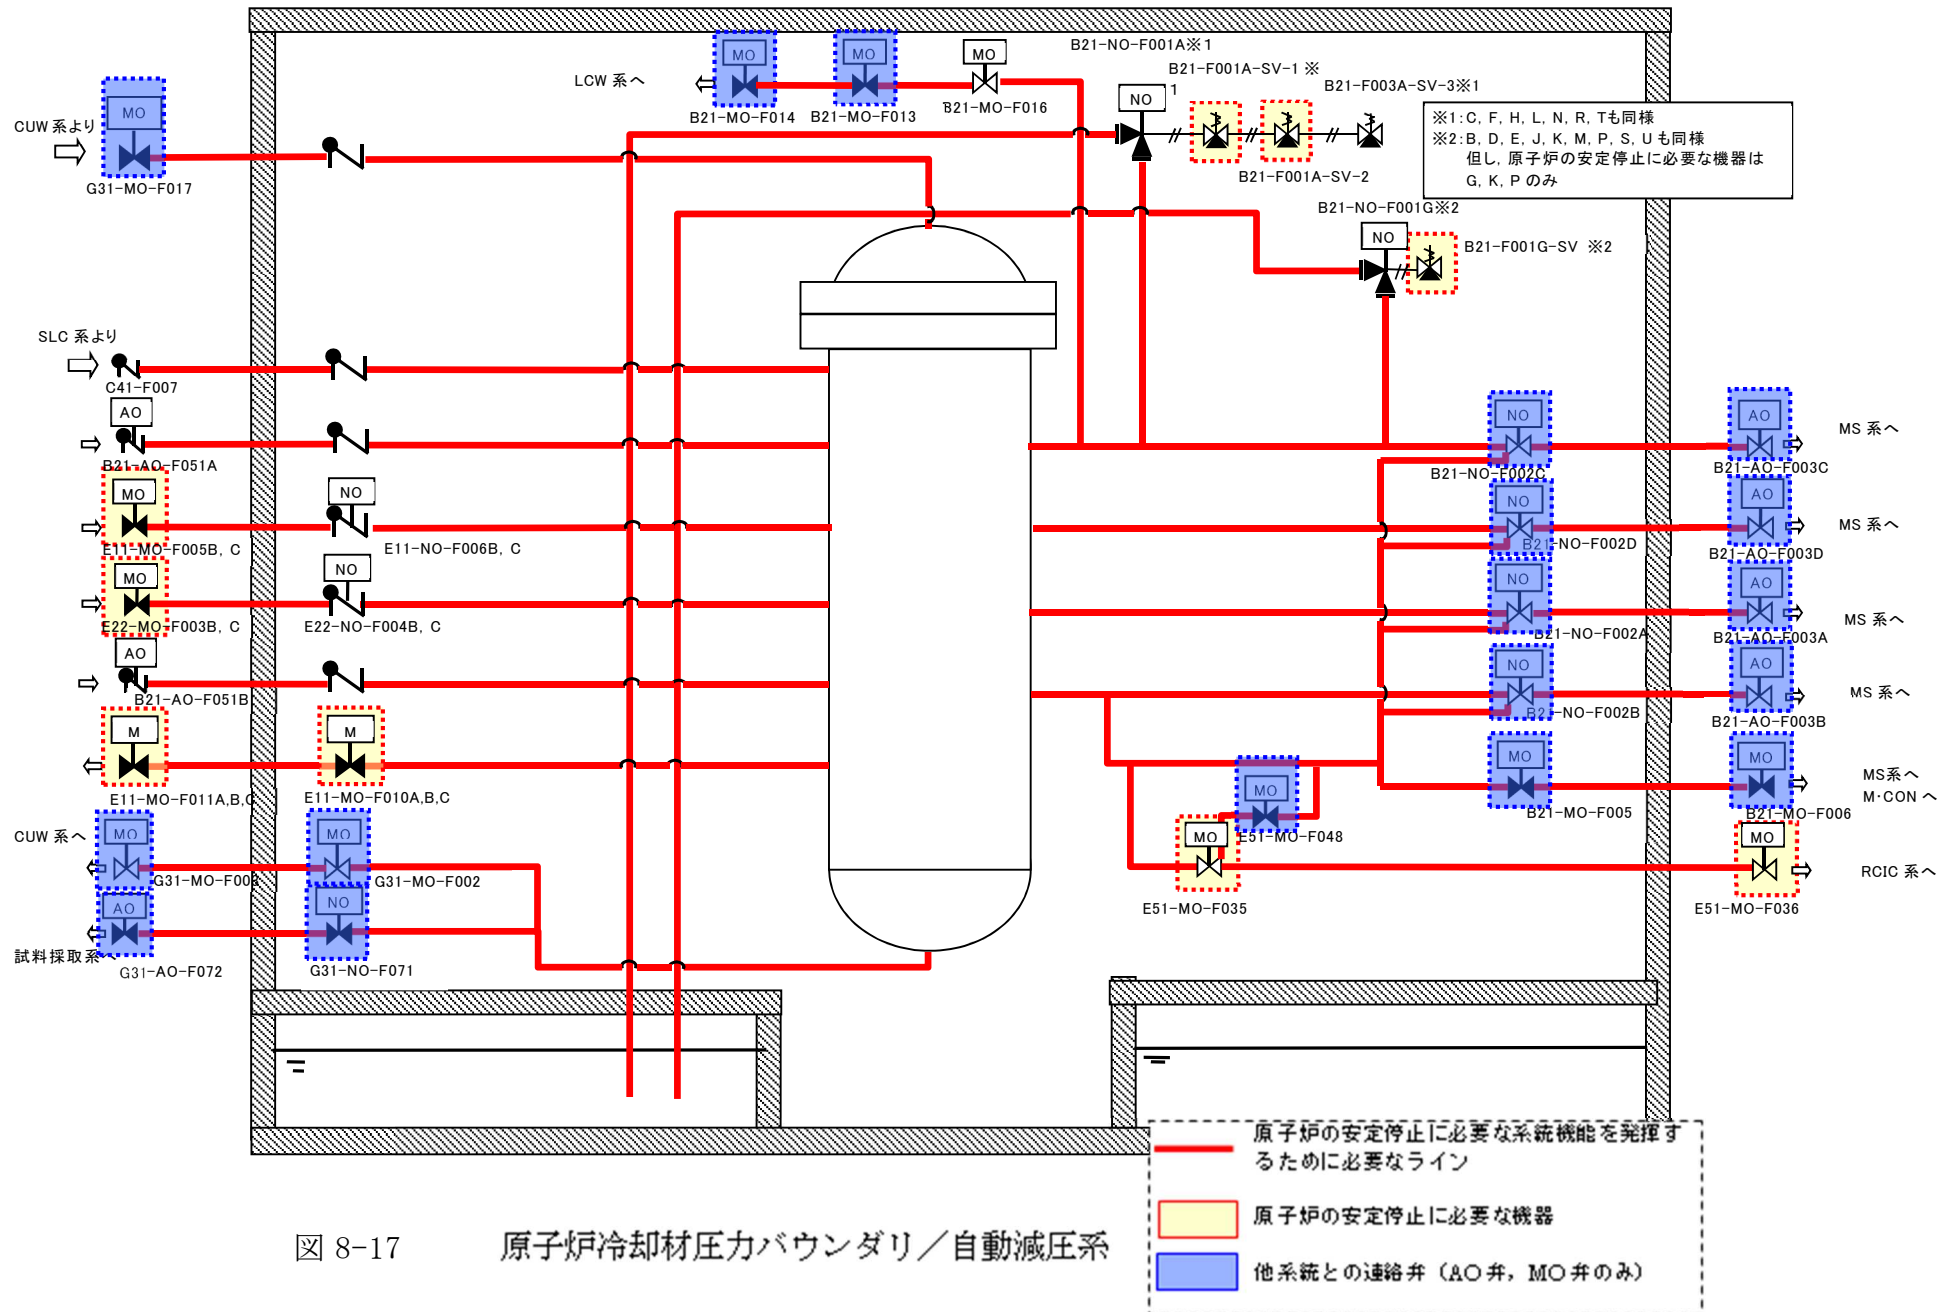 MO
MO
MO
B21-NO-F001A※1
LCW 系へ
B21-MO-F014
B21-MO-F013
B21-MO-F016
B21-F001A-SV-1 ※
1
B21-F003A-SV-3※1
NO
B21-F001A-SV-2
※1:C, F, H, L, N, R, Tも同様
※2:B, D, E, J, K, M, P, S, Uも同様
但し, 原子炉の安定停止に必要な機器は
G, K, P のみ
MO
CUW 系より
G31-MO-F017
B21-NO-F001G※2
NO
B21-F001G-SV ※2
SLC 系より
C41-F007
AO
B21-AO-F051A
MO
NO
E11-MO-F005B, C
E11-NO-F006B, C
MO
NO
E22-MO-F003B, C
E22-NO-F004B, C
AO
B21-AO-F051B
M
M
E11-MO-F011A,B,C
E11-MO-F010A,B,C
CUW 系へ
MO
MO
G31-MO-F003
G31-MO-F002
AO
NO
試料採取系へ
G31-AO-F072
G31-NO-F071
NO
AO
MS 系へ
B21-NO-F002C
B21-AO-F003C
NO
AO
MS 系へ
B21-NO-F002D
B21-AO-F003D
NO
AO
MS 系へ
B21-NO-F002A
B21-AO-F003A
NO
AO
MS 系へ
B21-NO-F002B
B21-AO-F003B
MO
MO
MS系へ
M・CON へ
B21-MO-F005
B21-MO-F006
MO
E51-MO-F048
MO
MO
RCIC 系へ
E51-MO-F035
E51-MO-F036
原子炉の安定停止に必要な系統機能を発揮す
るために必要なライン
原子炉の安定停止に必要な機器
他系統との連絡弁（AO弁，MO弁のみ）
図 8-17 原子炉冷却材圧力バウンダリ／自動減圧系